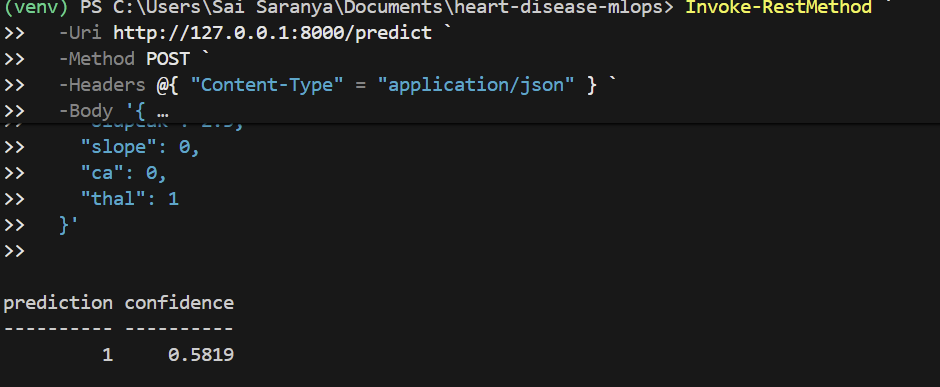 (venv) PS C:\Users\Sai Saranya\Documents\heart-disease-mlops> Invoke-RestMethod `
>>   -Uri http://127.0.0.1:8000/predict `
>>   -Method POST `
>>   -Headers @{ "Content-Type" = "application/json" } `
>>   -Body '{ …
>>
>>     "slope": 0,
>>     "ca": 0,
>>     "thal": 1
>>   }'
>>
prediction confidence
---------- ----------
         1     0.5819